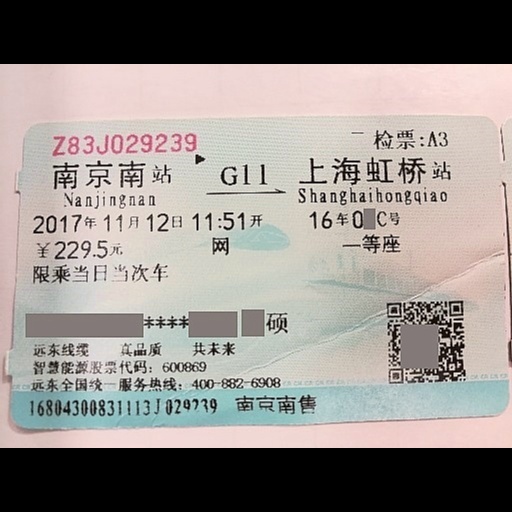 Z83J029239
检票:A3
南京南站 G11 上海虹桥站
Nanjingnan Shanghaihongqiao
2017年11月12日11:51开 16车0 C号
¥229.5元 网 一等座
限乘当日当次车
**** 硕
远东线缆 真品质 共未来
智慧能源股票代码:600869
远东全国统一服务热线:400-882-6908
16804300831113J029239 南京南售